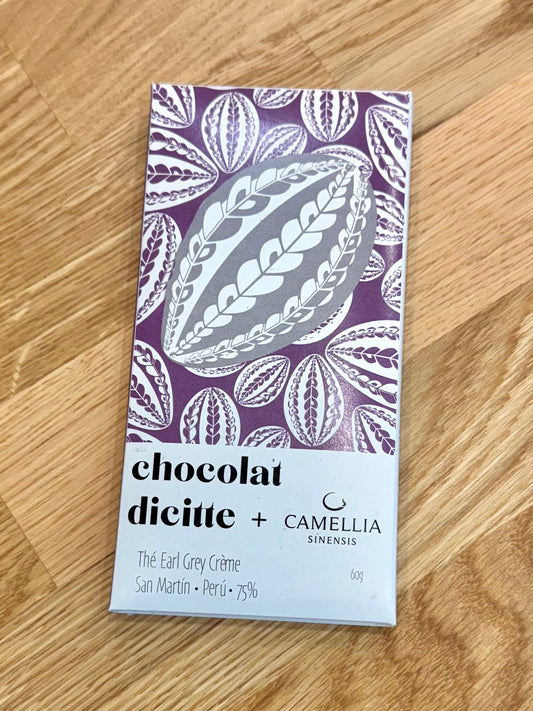 chocolat
dicitte + CAMELLIA
SINENSIS
Thé Earl Grey Crème
San Martín • Perú • 75%
60g